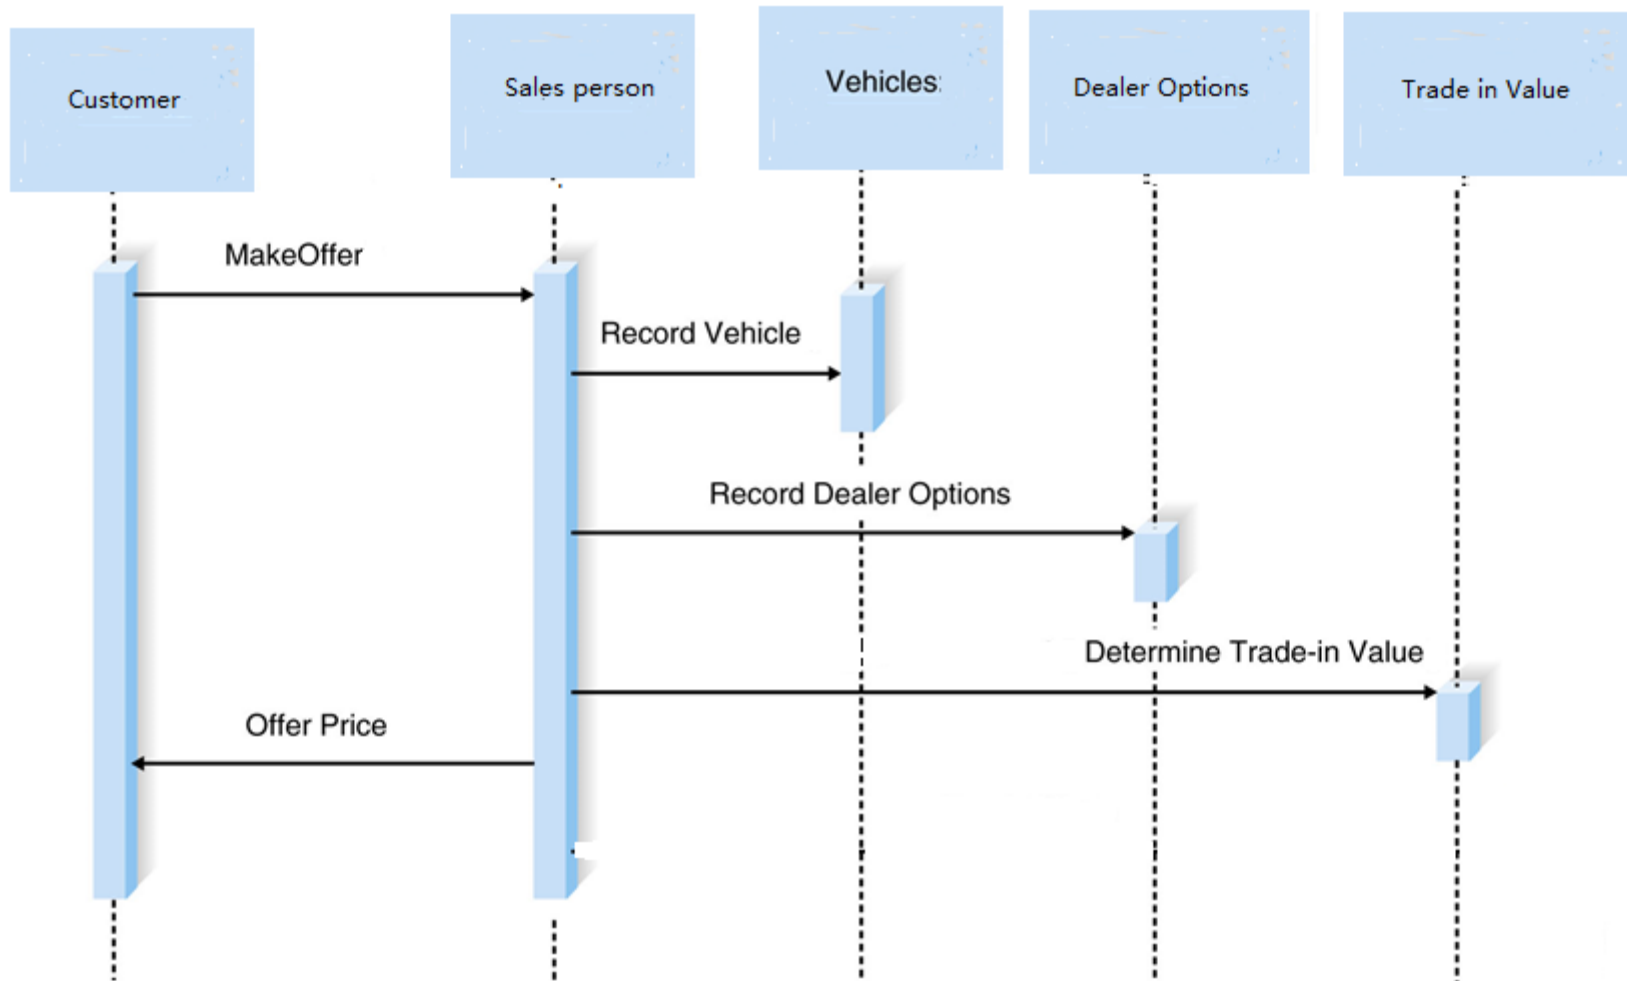 Customer
Sales person
Vehicles:
Dealer Options
Trade in Value
MakeOffer
Record Vehicle
Record Dealer Options
Determine Trade-in Value
Offer Price